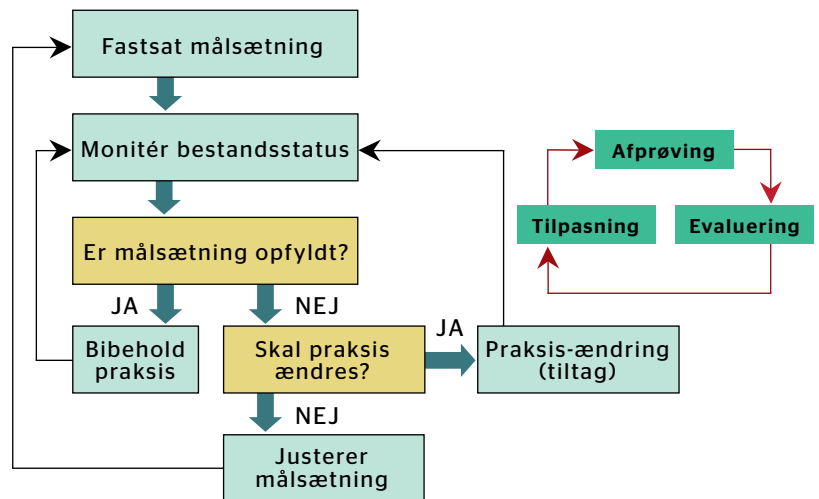 Fastsat målsætning
Monitér bestandsstatus
Er målsætning opfyldt?
JA
NEJ
Bibehold
praksis
Skal praksis
ændres?
JA
Praksis-ændring
(tiltag)
NEJ
Justerer
målsætning
Afprøving
Tilpasning
Evaluering